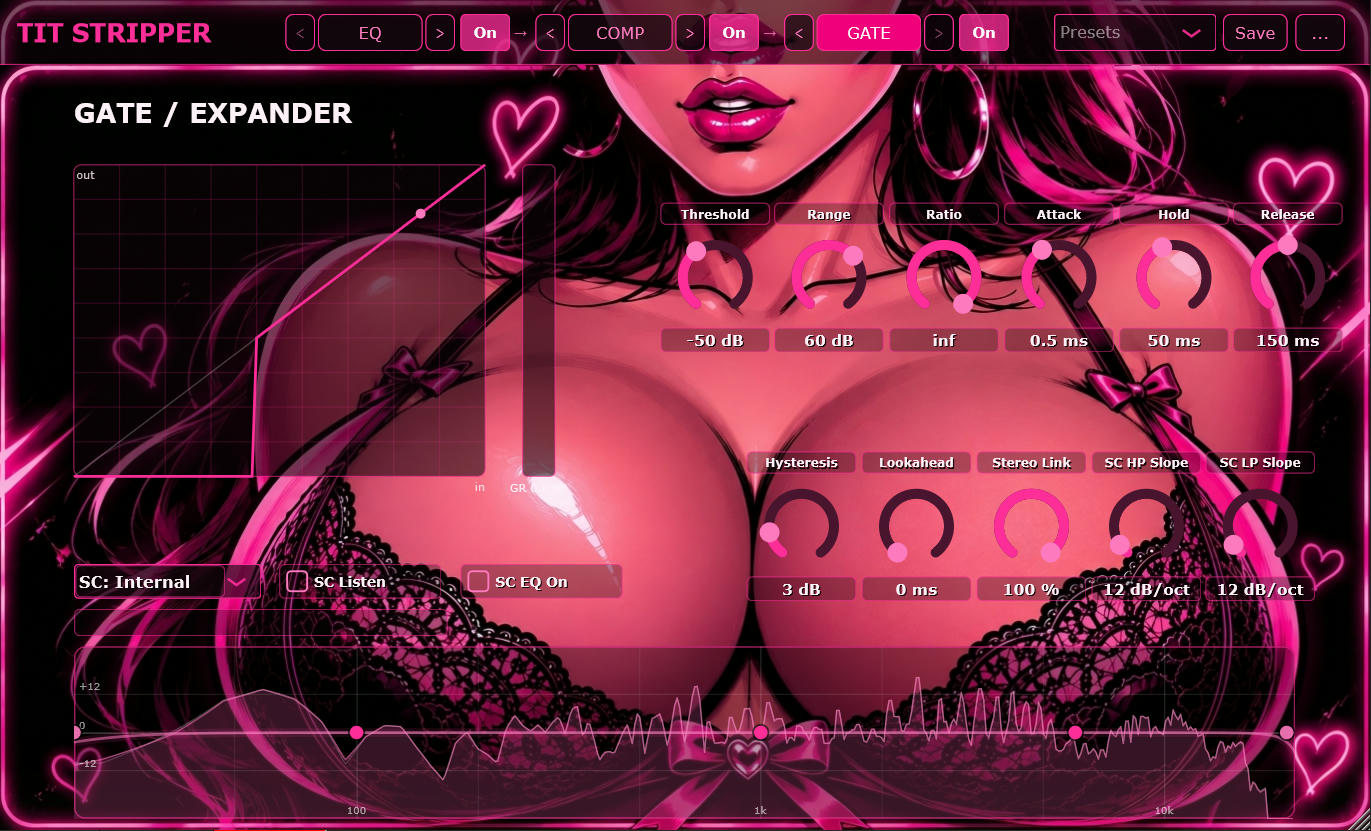 TIT STRIPPER < EQ > On → < COMP > On → < GATE > On Presets Save ...
GATE / EXPANDER
out
Threshold Range Ratio Attack Hold Release
-50 dB 60 dB inf 0.5 ms 50 ms 150 ms
Hysteresis Lookahead Stereo Link SC HP Slope SC LP Slope
in GR
SC: Internal SC Listen SC EQ On
3 dB 0 ms 100 % 12 dB/oct 12 dB/oct
+12
0
-12
100 1k 10k